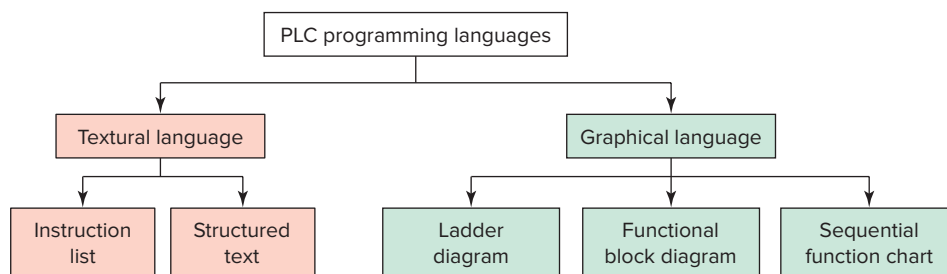 PLC programming languages
Textural language
Graphical language
Instruction
list
Structured
text
Ladder
diagram
Functional
block diagram
Sequential
function chart